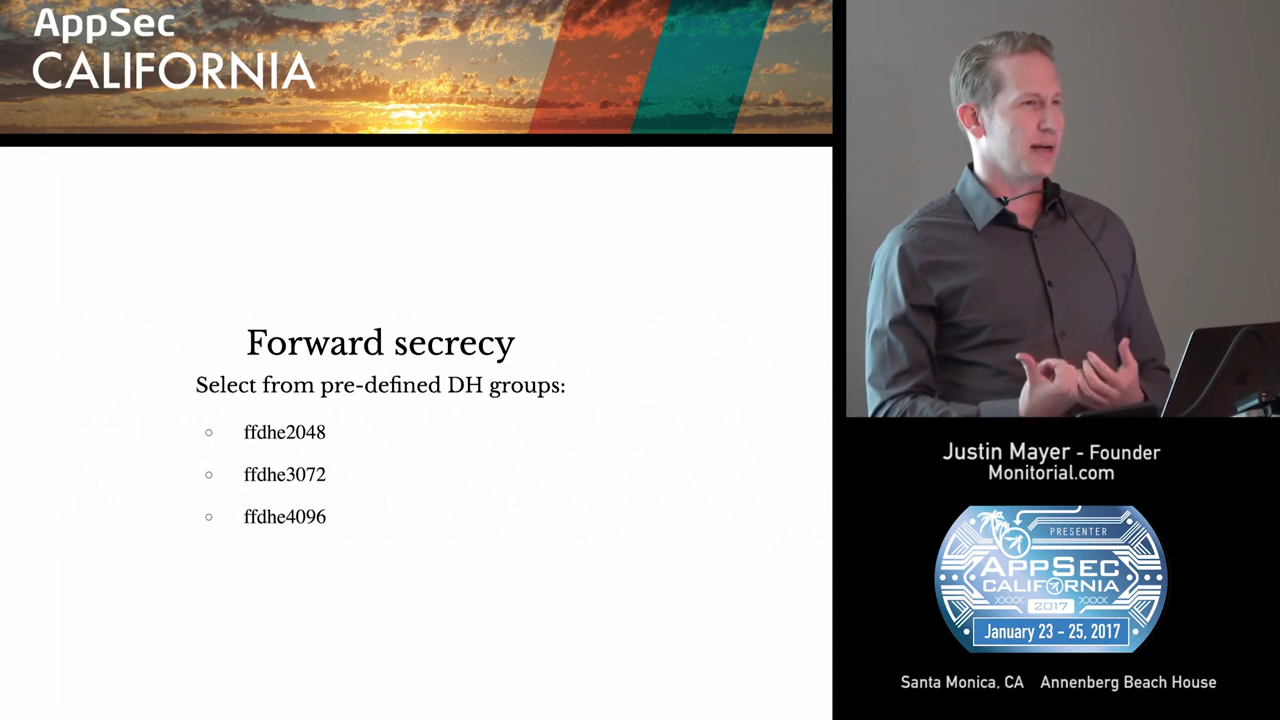 AppSec
CALIFORNIA
Forward secrecy
Select from pre-defined DH groups:
ffdhe2048
ffdhe3072
ffdhe4096
Justin Mayer - Founder
Monitorial.com
PRESENTER
APPSEC
CALIFORNIA
2017
January 23 - 25, 2017
Santa Monica, CA Annenberg Beach House